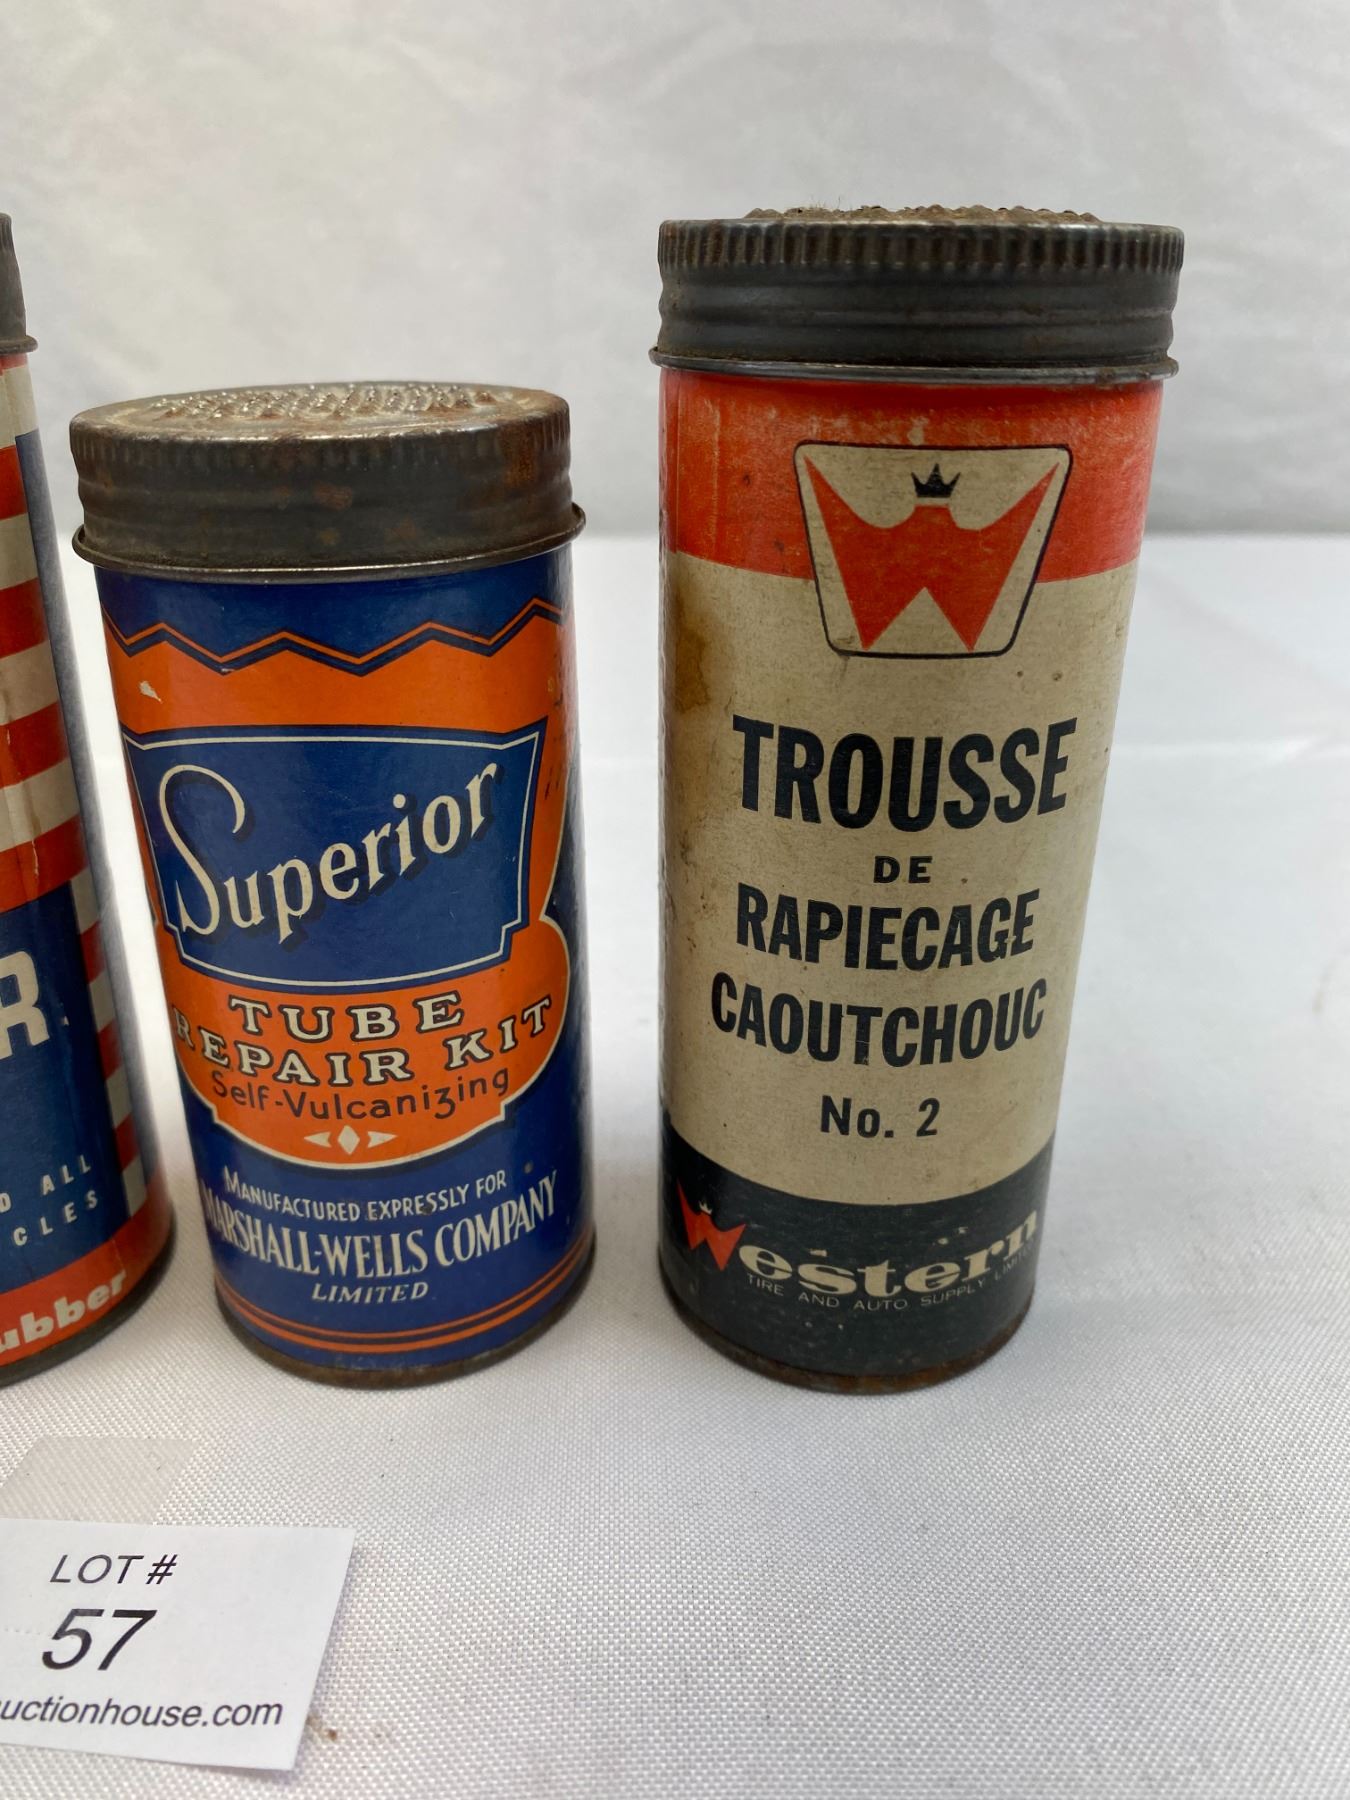 R
ALL
CLES
ubber
Superior
TUBE
REPAIR KIT
Self-Vulcanizing
MANUFACTURED EXPRESSLY FOR
MARSHALL-WELLS COMPANY
LIMITED
TROUSSE
DE
RAPIECAGE
CAOUTCHOUC
No. 2
Western
TIRE AND AUTO SUPPLY LIMITED
LOT #
57
uctionhouse.com